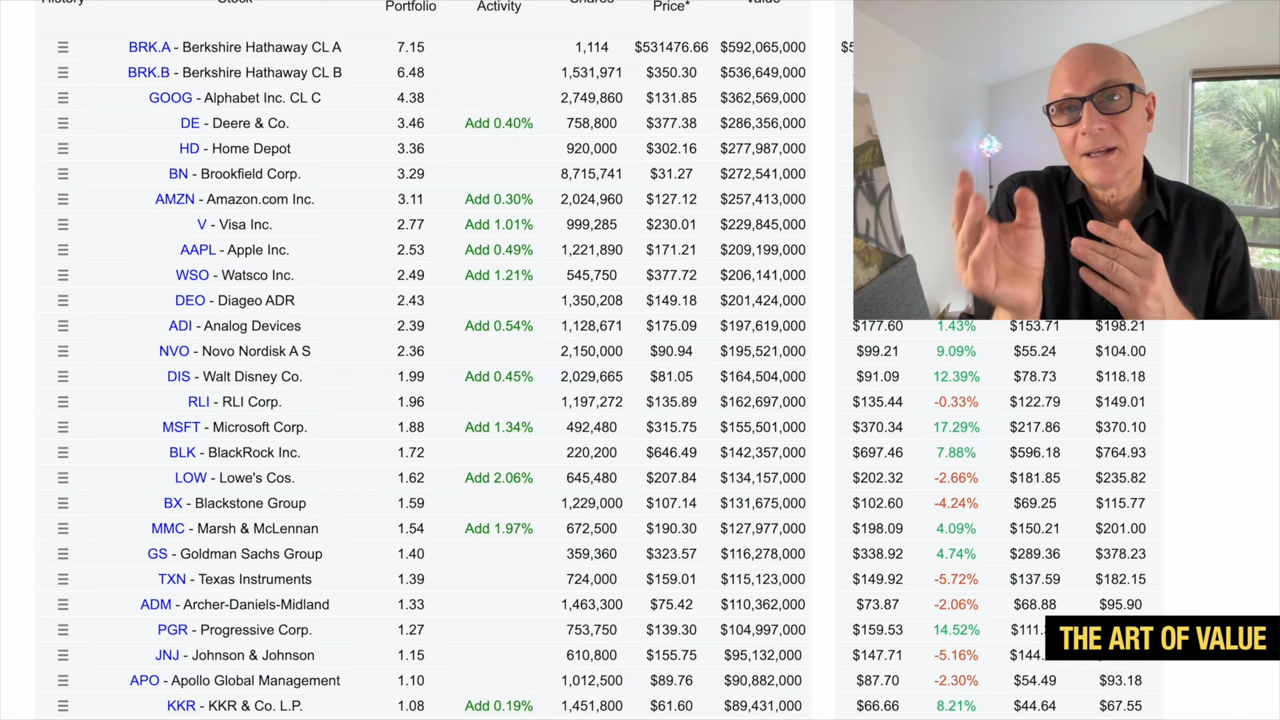 Portfolio Activity Price*
BRK.A - Berkshire Hathaway CL A 7.15 1,114 $531476.66 $592,065,000
BRK.B - Berkshire Hathaway CL B 6.48 1,531,971 $350.30 $536,649,000
GOOG - Alphabet Inc. CL C 4.38 2,749,860 $131.85 $362,569,000
DE - Deere & Co. 3.46 Add 0.40% 758,800 $377.38 $286,356,000
HD - Home Depot 3.36 920,000 $302.16 $277,987,000
BN - Brookfield Corp. 3.29 8,715,741 $31.27 $272,541,000
AMZN - Amazon.com Inc. 3.11 Add 0.30% 2,024,960 $127.12 $257,413,000
V - Visa Inc. 2.77 Add 1.01% 999,285 $230.01 $229,845,000
AAPL - Apple Inc. 2.53 Add 0.49% 1,221,890 $171.21 $209,199,000
WSO - Watsco Inc. 2.49 Add 1.21% 545,750 $377.72 $206,141,000
DEO - Diageo ADR 2.43 1,350,208 $149.18 $201,424,000
ADI - Analog Devices 2.39 Add 0.54% 1,128,671 $175.09 $197,619,000 $177.60 1.43% $153.71 $198.21
NVO - Novo Nordisk A S 2.36 2,150,000 $90.94 $195,521,000 $99.21 9.09% $55.24 $104.00
DIS - Walt Disney Co. 1.99 Add 0.45% 2,029,665 $81.05 $164,504,000 $91.09 12.39% $78.73 $118.18
RLI - RLI Corp. 1.96 1,197,272 $135.89 $162,697,000 $135.44 -0.33% $122.79 $149.01
MSFT - Microsoft Corp. 1.88 Add 1.34% 492,480 $315.75 $155,501,000 $370.34 17.29% $217.86 $370.10
BLK - BlackRock Inc. 1.72 220,200 $646.49 $142,357,000 $697.46 7.88% $596.18 $764.93
LOW - Lowe's Cos. 1.62 Add 2.06% 645,480 $207.84 $134,157,000 $202.32 -2.66% $181.85 $235.82
BX - Blackstone Group 1.59 1,229,000 $107.14 $131,675,000 $102.60 -4.24% $69.25 $115.77
MMC - Marsh & McLennan 1.54 Add 1.97% 672,500 $190.30 $127,977,000 $198.09 4.09% $150.21 $201.00
GS - Goldman Sachs Group 1.40 359,360 $323.57 $116,278,000 $338.92 4.74% $289.36 $378.23
TXN - Texas Instruments 1.39 724,000 $159.01 $115,123,000 $149.92 -5.72% $137.59 $182.15
ADM - Archer-Daniels-Midland 1.33 1,463,300 $75.42 $110,362,000 $73.87 -2.06% $68.88 $95.90
PGR - Progressive Corp. 1.27 753,750 $139.30 $104,997,000 $159.53 14.52% $111.
JNJ - Johnson & Johnson 1.15 610,800 $155.75 $95,132,000 $147.71 -5.16% $144.
APO - Apollo Global Management 1.10 1,012,500 $89.76 $90,882,000 $87.70 -2.30% $54.49 $93.18
KKR - KKR & Co. L.P. 1.08 Add 0.19% 1,451,800 $61.60 $89,431,000 $66.66 8.21% $44.64 $67.55
THE ART OF VALUE